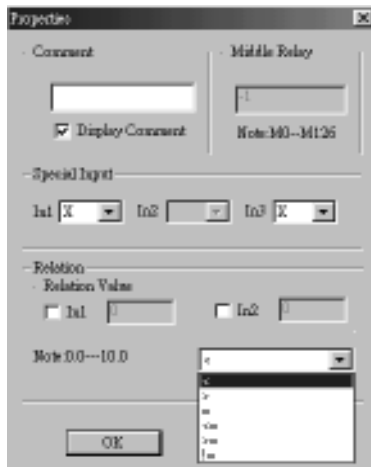 Properties
Comment
Middle Relay
-1
Display Comment
Note:M0--M126
Special Input
In1 X In2 In3 X
Relation
Relation Value
In1 0 In2 0
Note:0.0---10.0
<
<
>
=
<=
>=
!=
OK